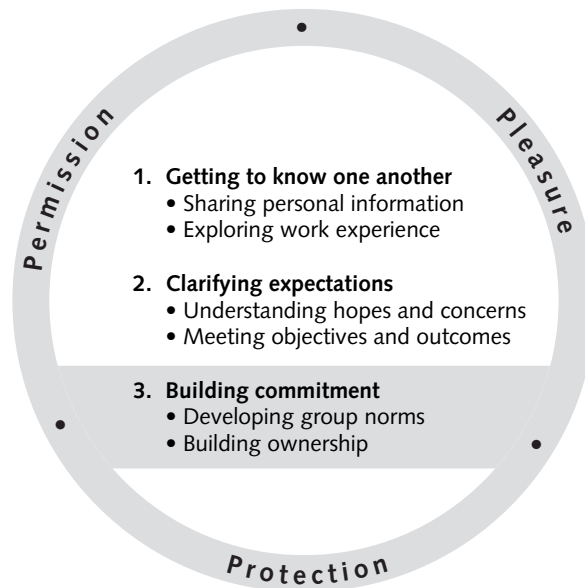 Permission
Pleasure
1. Getting to know one another
• Sharing personal information
• Exploring work experience
2. Clarifying expectations
• Understanding hopes and concerns
• Meeting objectives and outcomes
3. Building commitment
• Developing group norms
• Building ownership
Protection